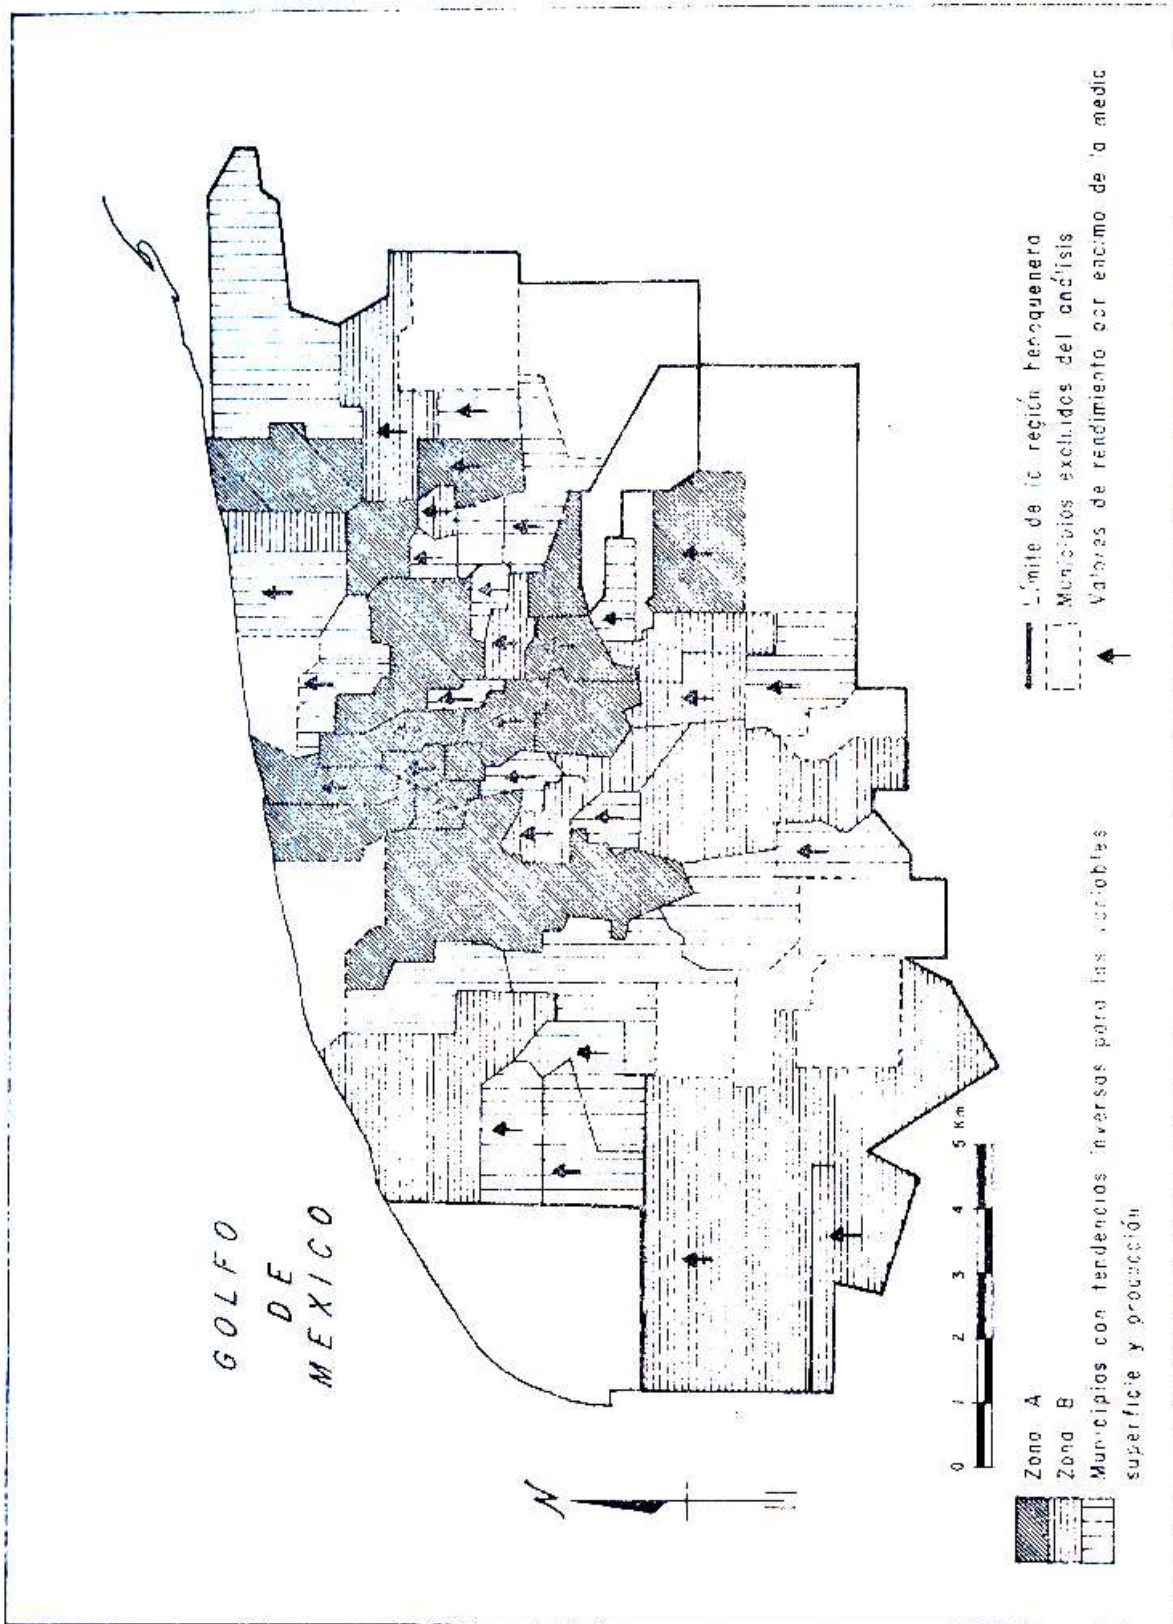 GOLFO
DE
MEXICO
N
0 1 2 3 4 5 Km
Zona A
Zona B
Municipios con tendencias inversas para las variables
superficie y producción
Límite de la región henequenera
Municipios excluidos del análisis
Valores de rendimiento por encima de la media